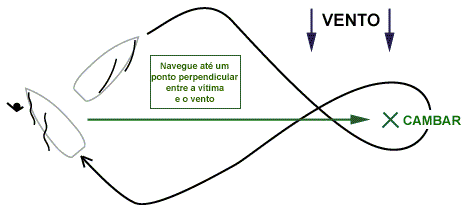 VENTO
Navegue até um
ponto perpendicular
entre a vítima
e o vento
CAMBAR